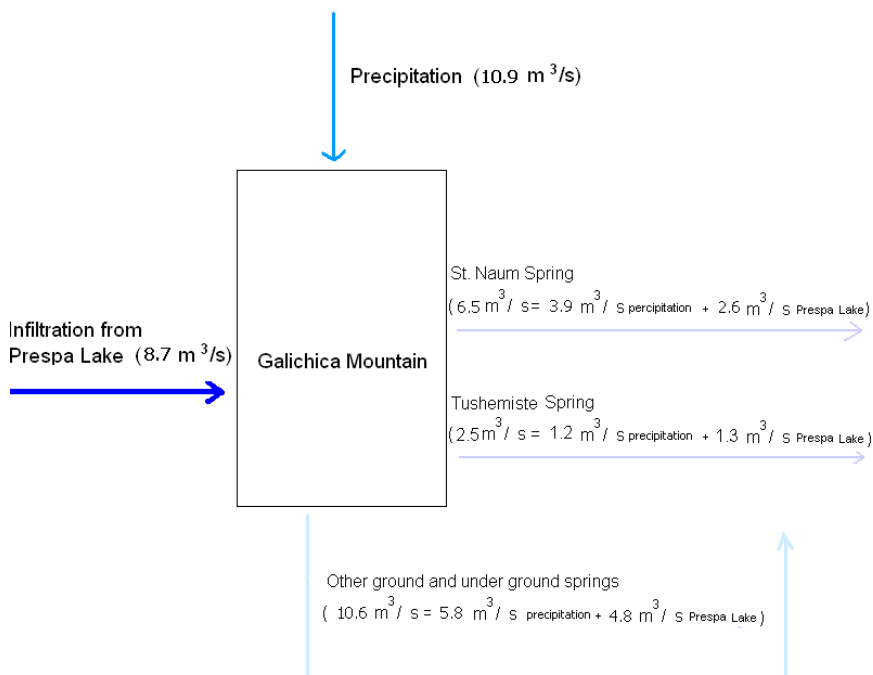 Precipitation (10.9 m³/s)
St. Naum Spring
(6.5 m³/ s= 3.9 m³/ s percipitation + 2.6 m³/ s Prespa Lake)
Infiltration from
Prespa Lake (8.7 m³/s)
Galichica Mountain
Tushemiste Spring
(2.5m³/ s = 1.2 m³/ s precipitation + 1.3 m³/ s Prespa Lake)
Other ground and under ground springs
( 10.6 m³/ s = 5.8 m³/ s precipitation + 4.8 m³/ s Prespa Lake)